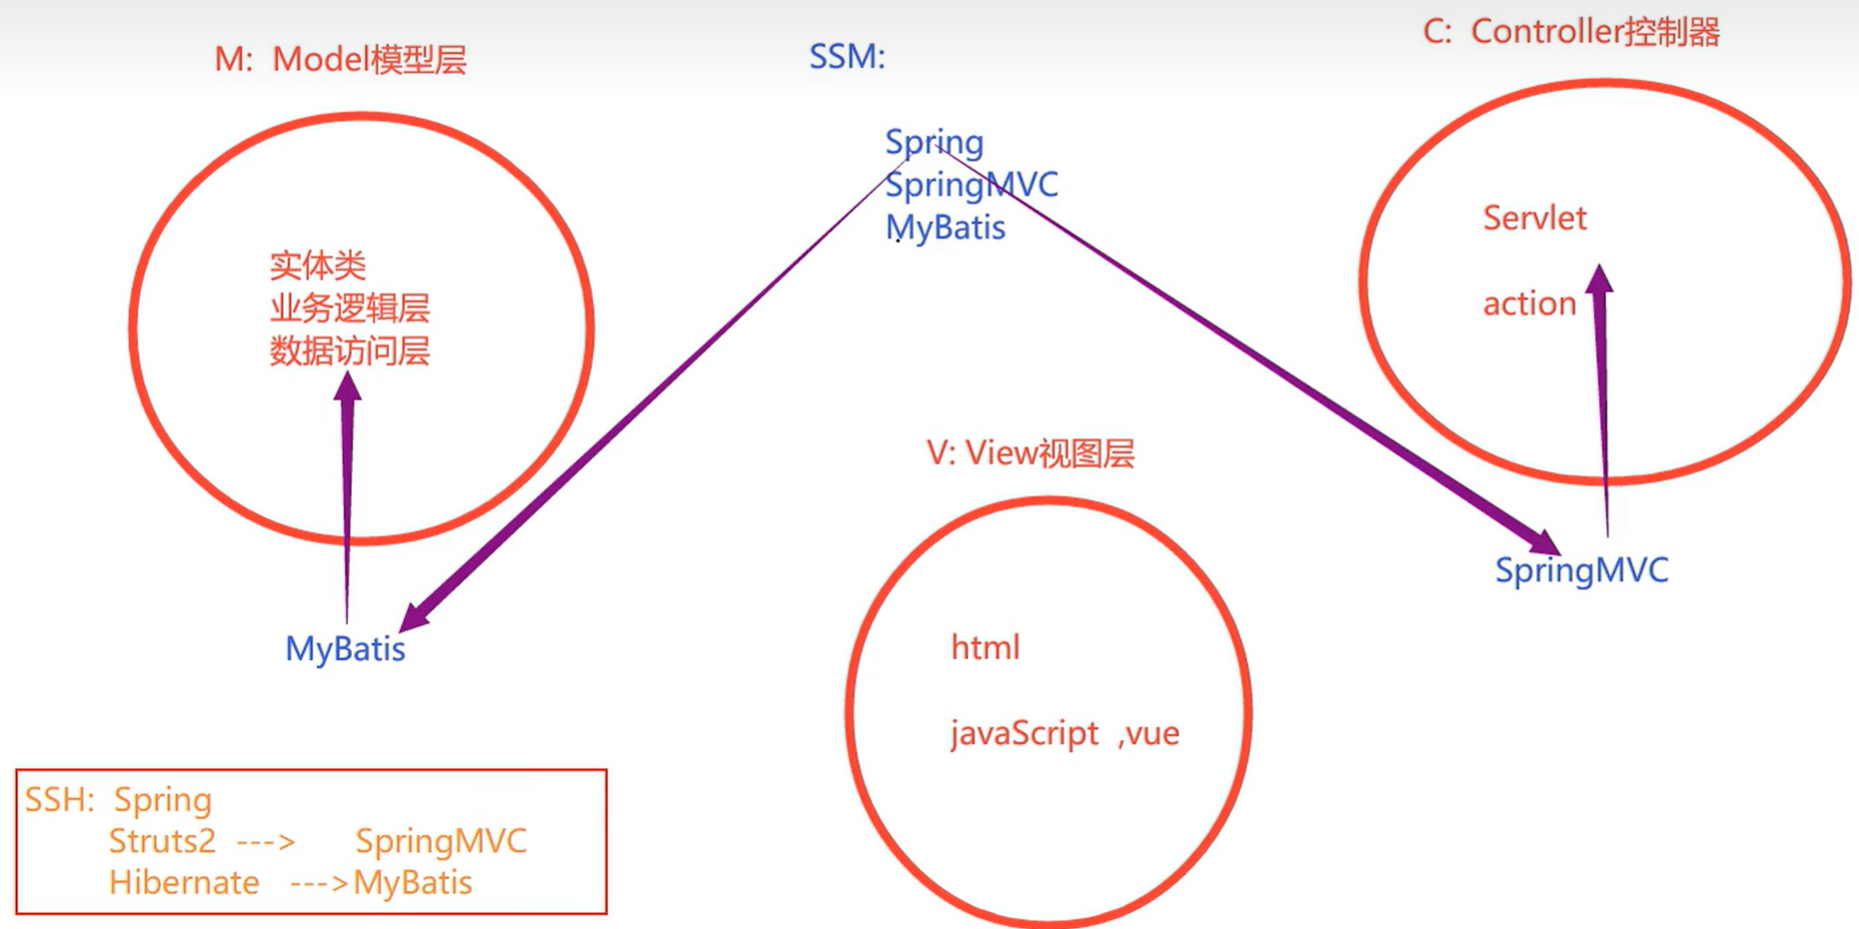 M: Model模型层
实体类
业务逻辑层
数据访问层
MyBatis
SSM:
Spring
SpringMVC
MyBatis
C: Controller控制器
Servlet
action
SpringMVC
V: View视图层
html
javaScript ,vue
SSH: Spring
Struts2 ---> SpringMVC
Hibernate --->MyBatis